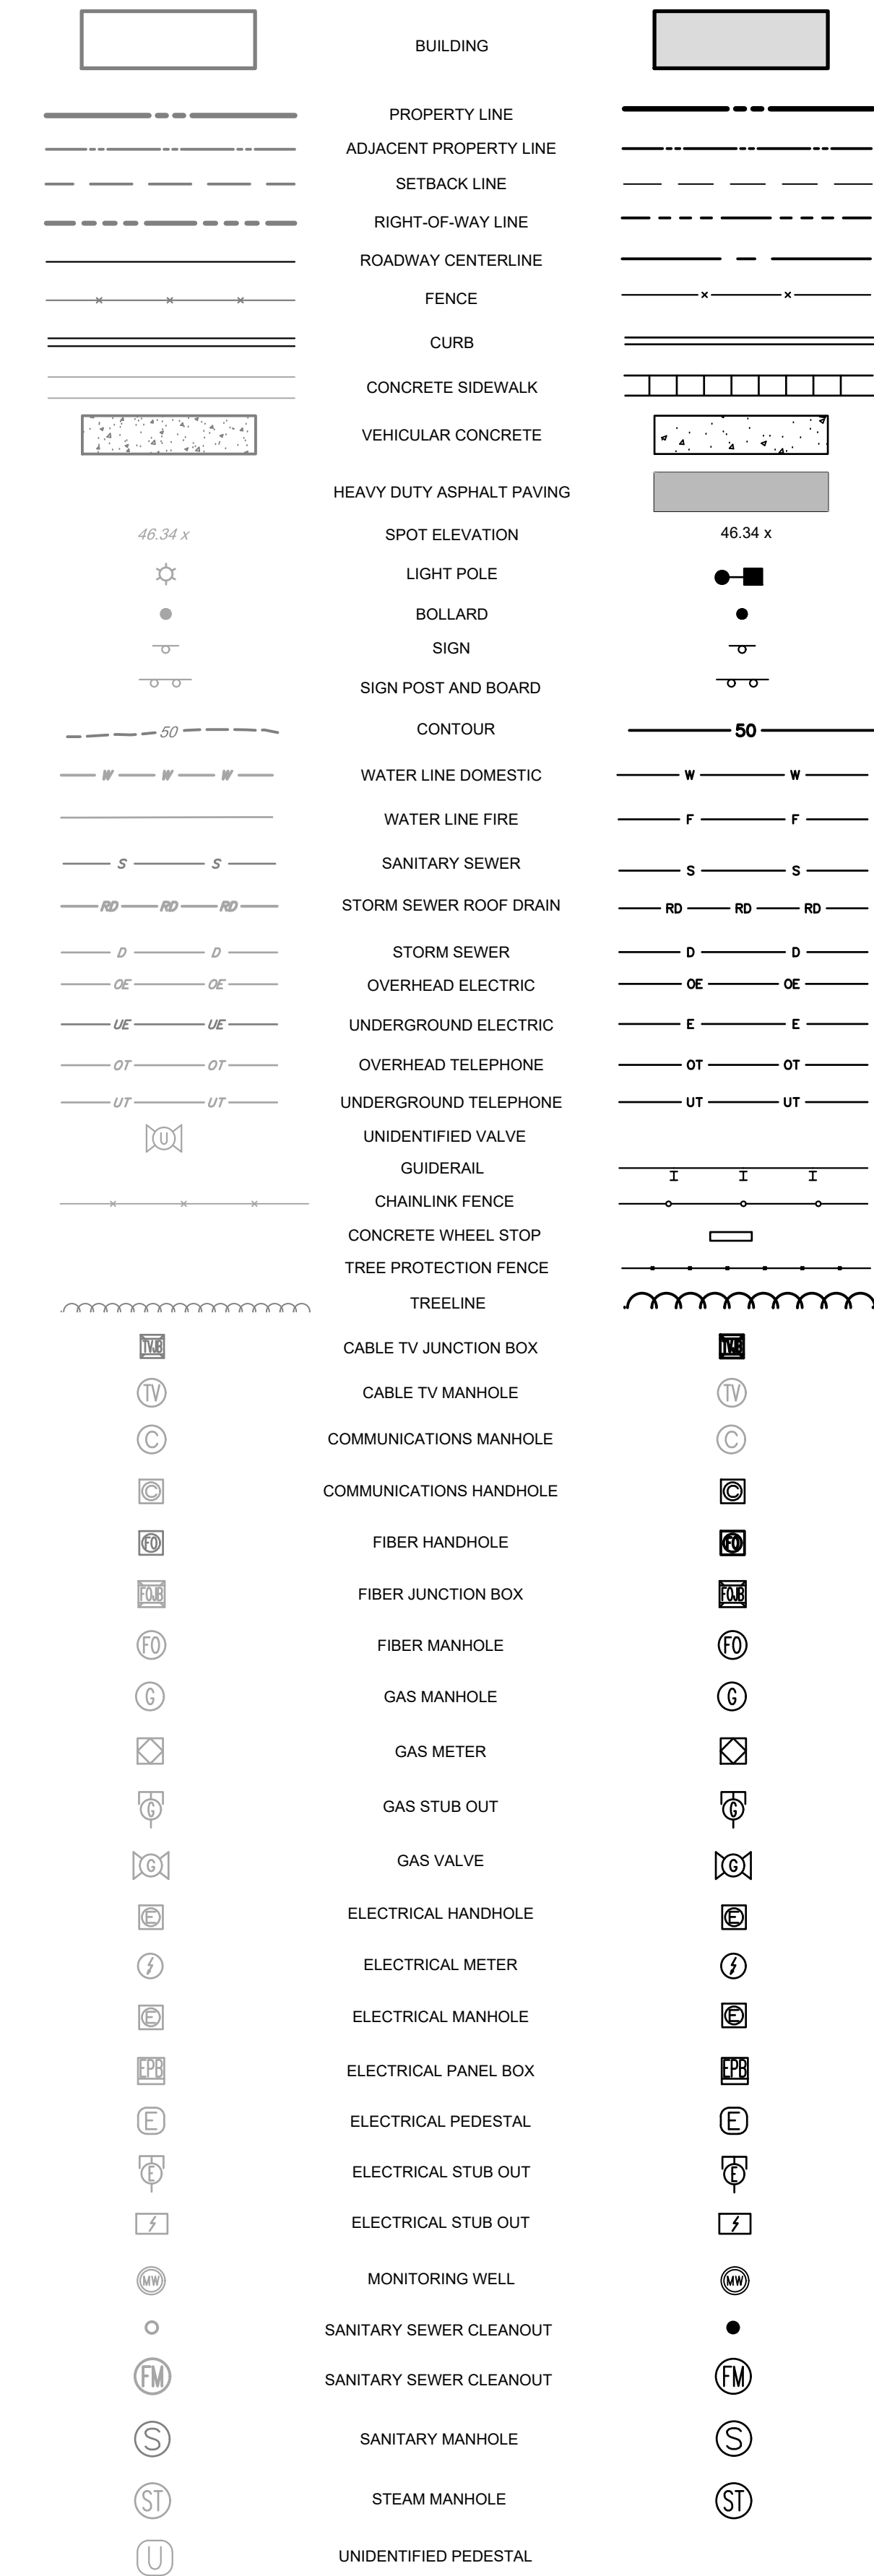 BUILDING
PROPERTY LINE
ADJACENT PROPERTY LINE
SETBACK LINE
RIGHT-OF-WAY LINE
ROADWAY CENTERLINE
x x x FENCE x x
CURB
CONCRETE SIDEWALK
VEHICULAR CONCRETE
HEAVY DUTY ASPHALT PAVING
46.34 x SPOT ELEVATION 46.34 x
LIGHT POLE
BOLLARD
SIGN
SIGN POST AND BOARD
50 CONTOUR 50
W W W WATER LINE DOMESTIC W W
WATER LINE FIRE F F
S S SANITARY SEWER S S
RD RD RD STORM SEWER ROOF DRAIN RD RD RD
D D STORM SEWER D D
OE OE OVERHEAD ELECTRIC OE OE
UE UE UNDERGROUND ELECTRIC E E
OT OT OVERHEAD TELEPHONE OT OT
UT UT UNDERGROUND TELEPHONE UT UT
U UNIDENTIFIED VALVE
GUIDERAIL
x x x CHAINLINK FENCE
CONCRETE WHEEL STOP
TREE PROTECTION FENCE
TREELINE
TVJB CABLE TV JUNCTION BOX TVJB
TV CABLE TV MANHOLE TV
C COMMUNICATIONS MANHOLE C
C COMMUNICATIONS HANDHOLE C
FO FIBER HANDHOLE FO
FOJB FIBER JUNCTION BOX FOJB
FO FIBER MANHOLE FO
G GAS MANHOLE G
GAS METER
G GAS STUB OUT G
G GAS VALVE G
E ELECTRICAL HANDHOLE E
ELECTRICAL METER
E ELECTRICAL MANHOLE E
EPB ELECTRICAL PANEL BOX EPB
E ELECTRICAL PEDESTAL E
E ELECTRICAL STUB OUT E
ELECTRICAL STUB OUT
MW MONITORING WELL MW
SANITARY SEWER CLEANOUT
FM SANITARY SEWER CLEANOUT FM
S SANITARY MANHOLE S
ST STEAM MANHOLE ST
U UNIDENTIFIED PEDESTAL